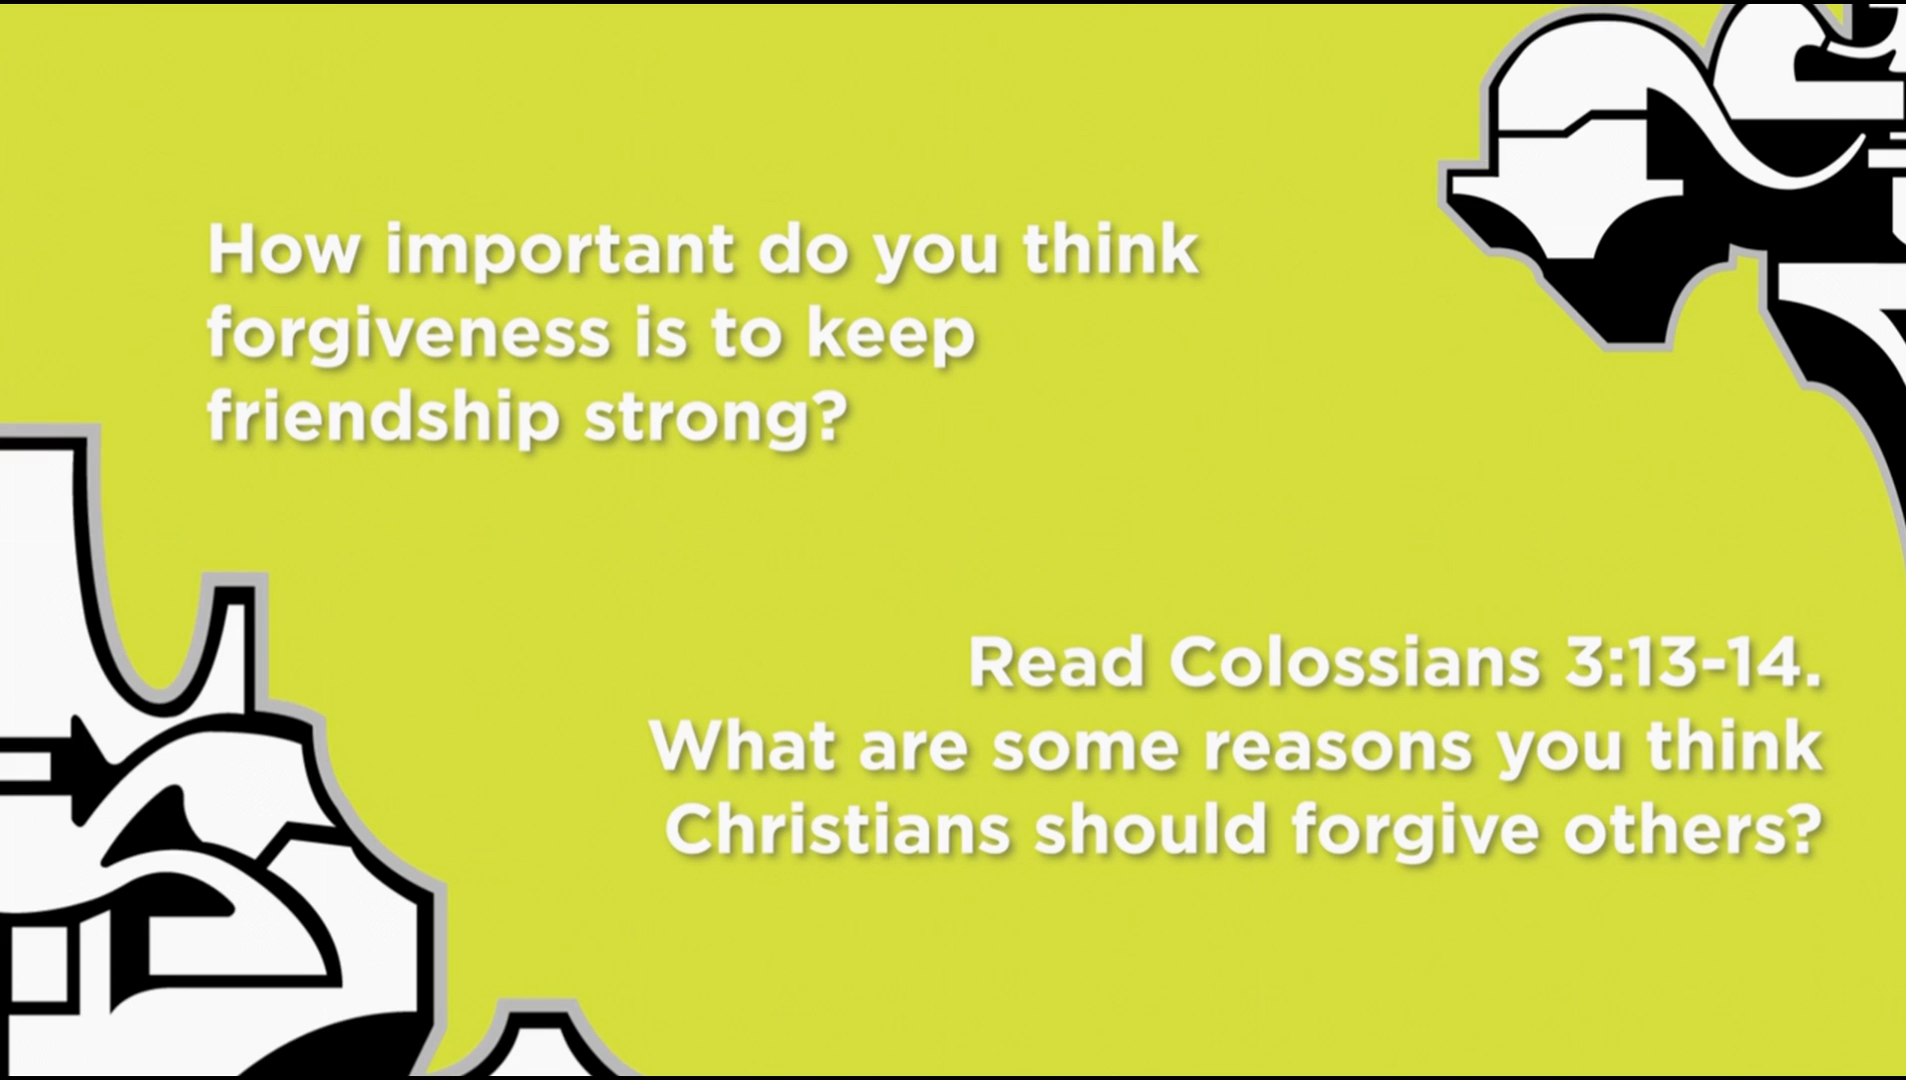 How important do you think
forgiveness is to keep
friendship strong?
Read Colossians 3:13-14.
What are some reasons you think
Christians should forgive others?